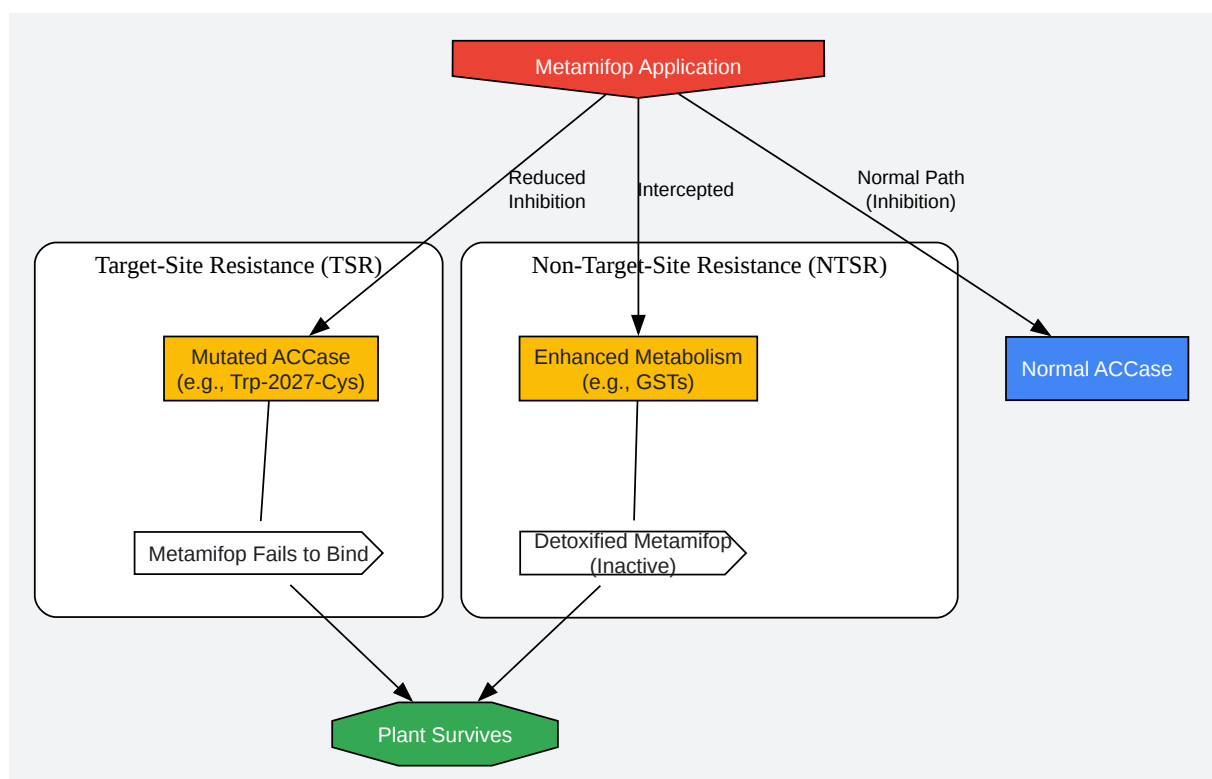 Metamifop Application
Reduced
Inhibition
Intercepted
Normal Path
(Inhibition)
Target-Site Resistance (TSR)
Non-Target-Site Resistance (NTSR)
Mutated ACCase
(e.g., Trp-2027-Cys)
Enhanced Metabolism
(e.g., GSTs)
Normal ACCase
Metamifop Fails to Bind
Detoxified Metamifop
(Inactive)
Plant Survives